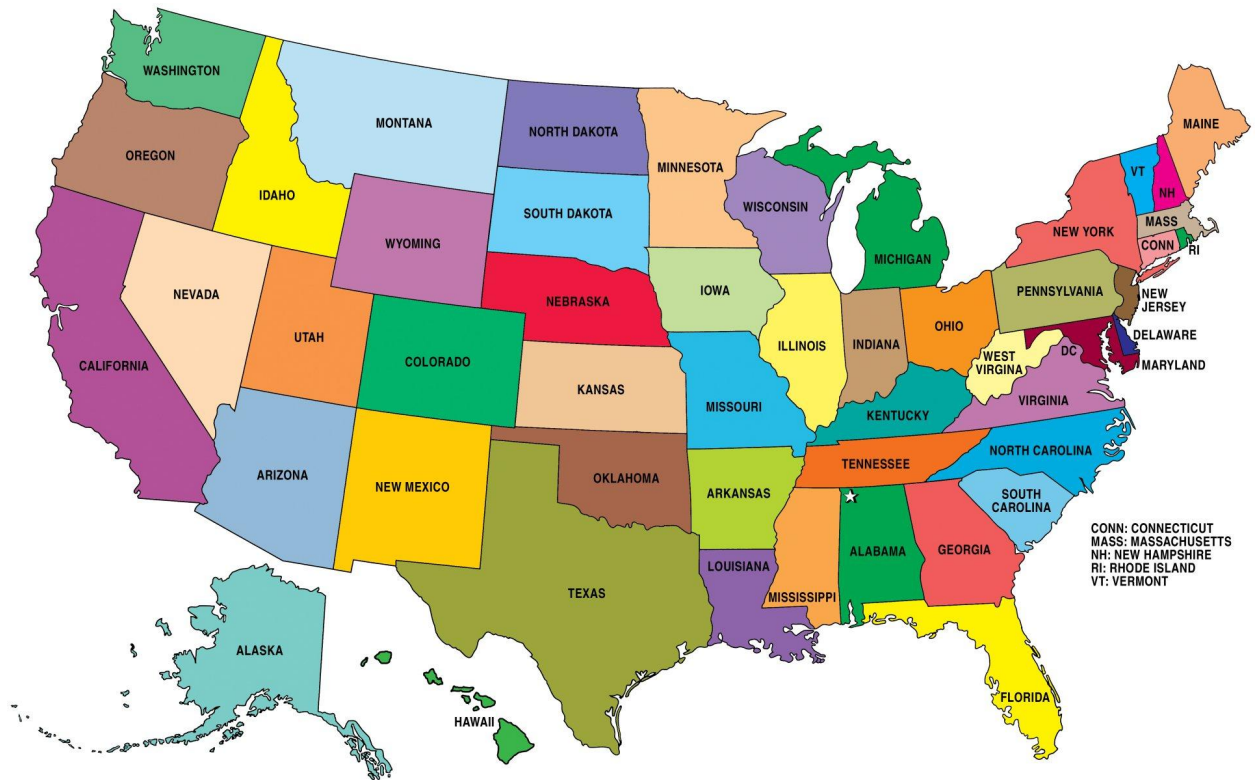 WASHINGTON
MONTANA
NORTH DAKOTA
MINNESOTA
MAINE
OREGON
IDAHO
SOUTH DAKOTA
WISCONSIN
VT
NH
WYOMING
MICHIGAN
NEW YORK
MASS
CONN
RI
NEVADA
UTAH
NEBRASKA
IOWA
PENNSYLVANIA
NEW
JERSEY
CALIFORNIA
COLORADO
KANSAS
ILLINOIS
INDIANA
OHIO
WEST
VIRGINA
DC
DELAWARE
MARYLAND
MISSOURI
KENTUCKY
VIRGINIA
ARIZONA
NEW MEXICO
OKLAHOMA
ARKANSAS
TENNESSEE
NORTH CAROLINA
SOUTH
CAROLINA
TEXAS
LOUISIANA
MISSISSIPPI
ALABAMA
GEORGIA
CONN: CONNECTICUT
MASS: MASSACHUSETTS
NH: NEW HAMPSHIRE
RI: RHODE ISLAND
VT: VERMONT
ALASKA
HAWAII
FLORIDA